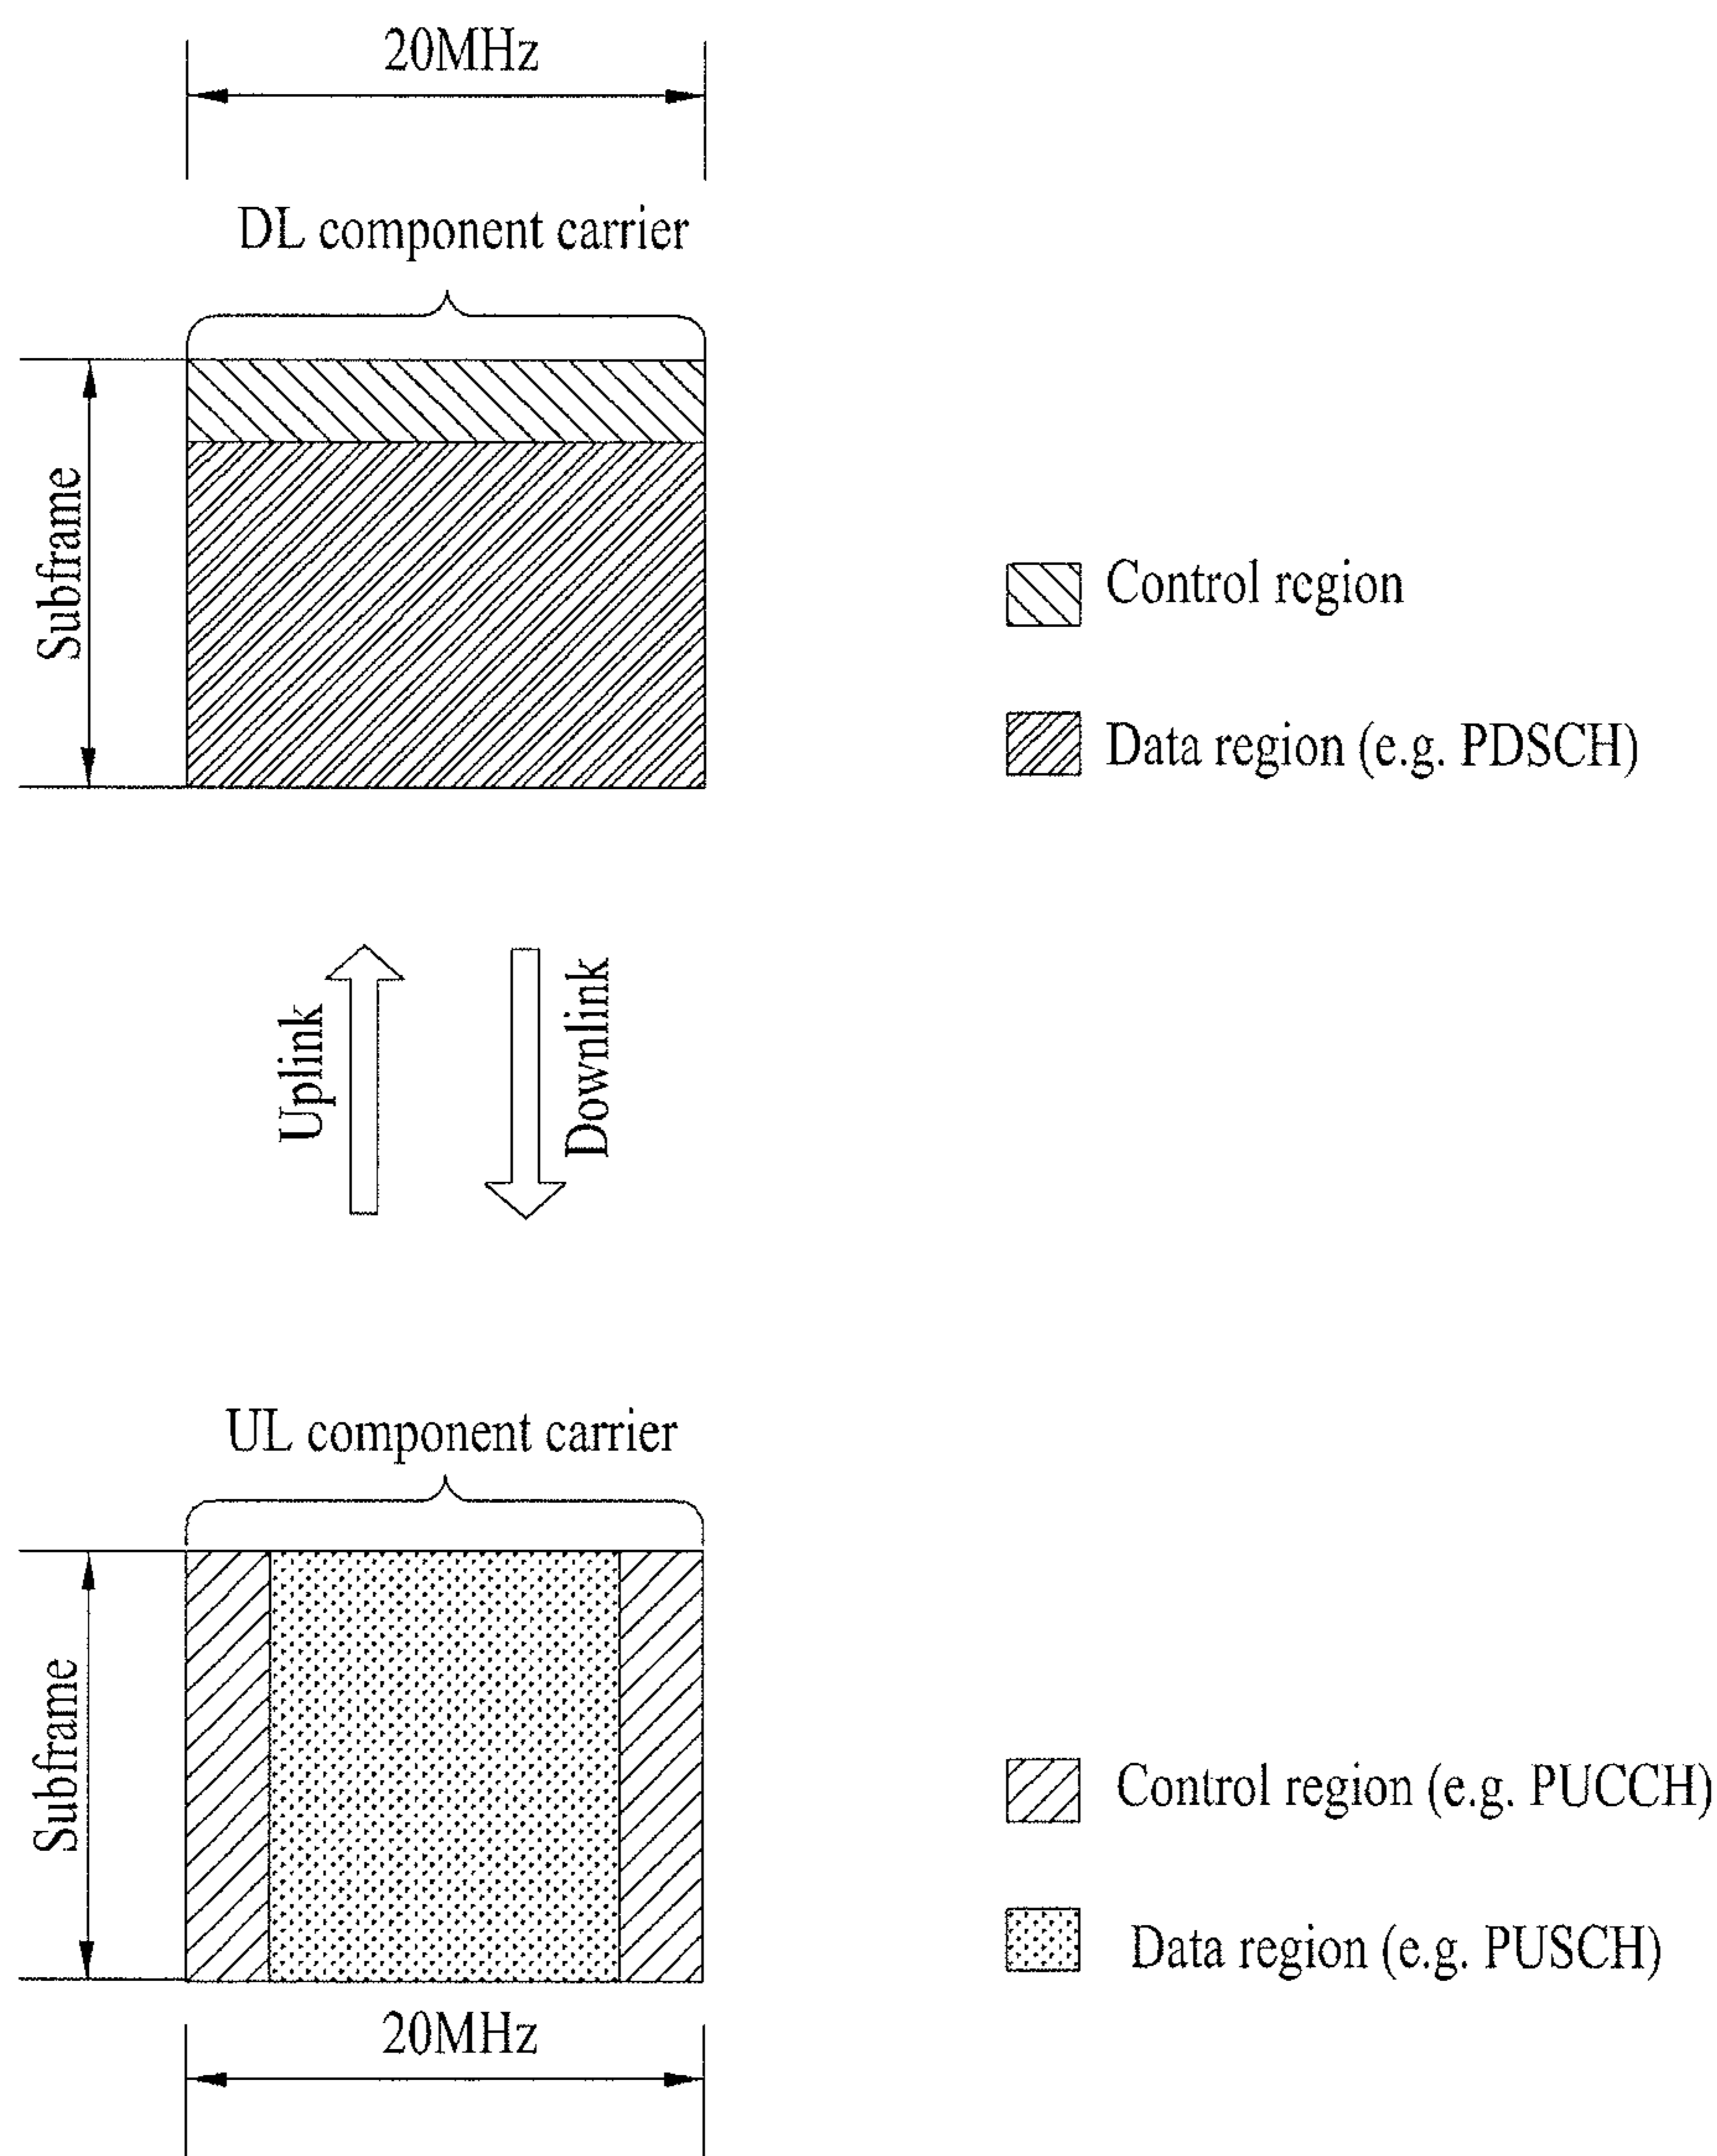 20MHz
DL component carrier
Subframe
Control region
Data region (e.g. PDSCH)
Uplink
Downlink
UL component carrier
Subframe
Control region (e.g. PUCCH)
Data region (e.g. PUSCH)
20MHz